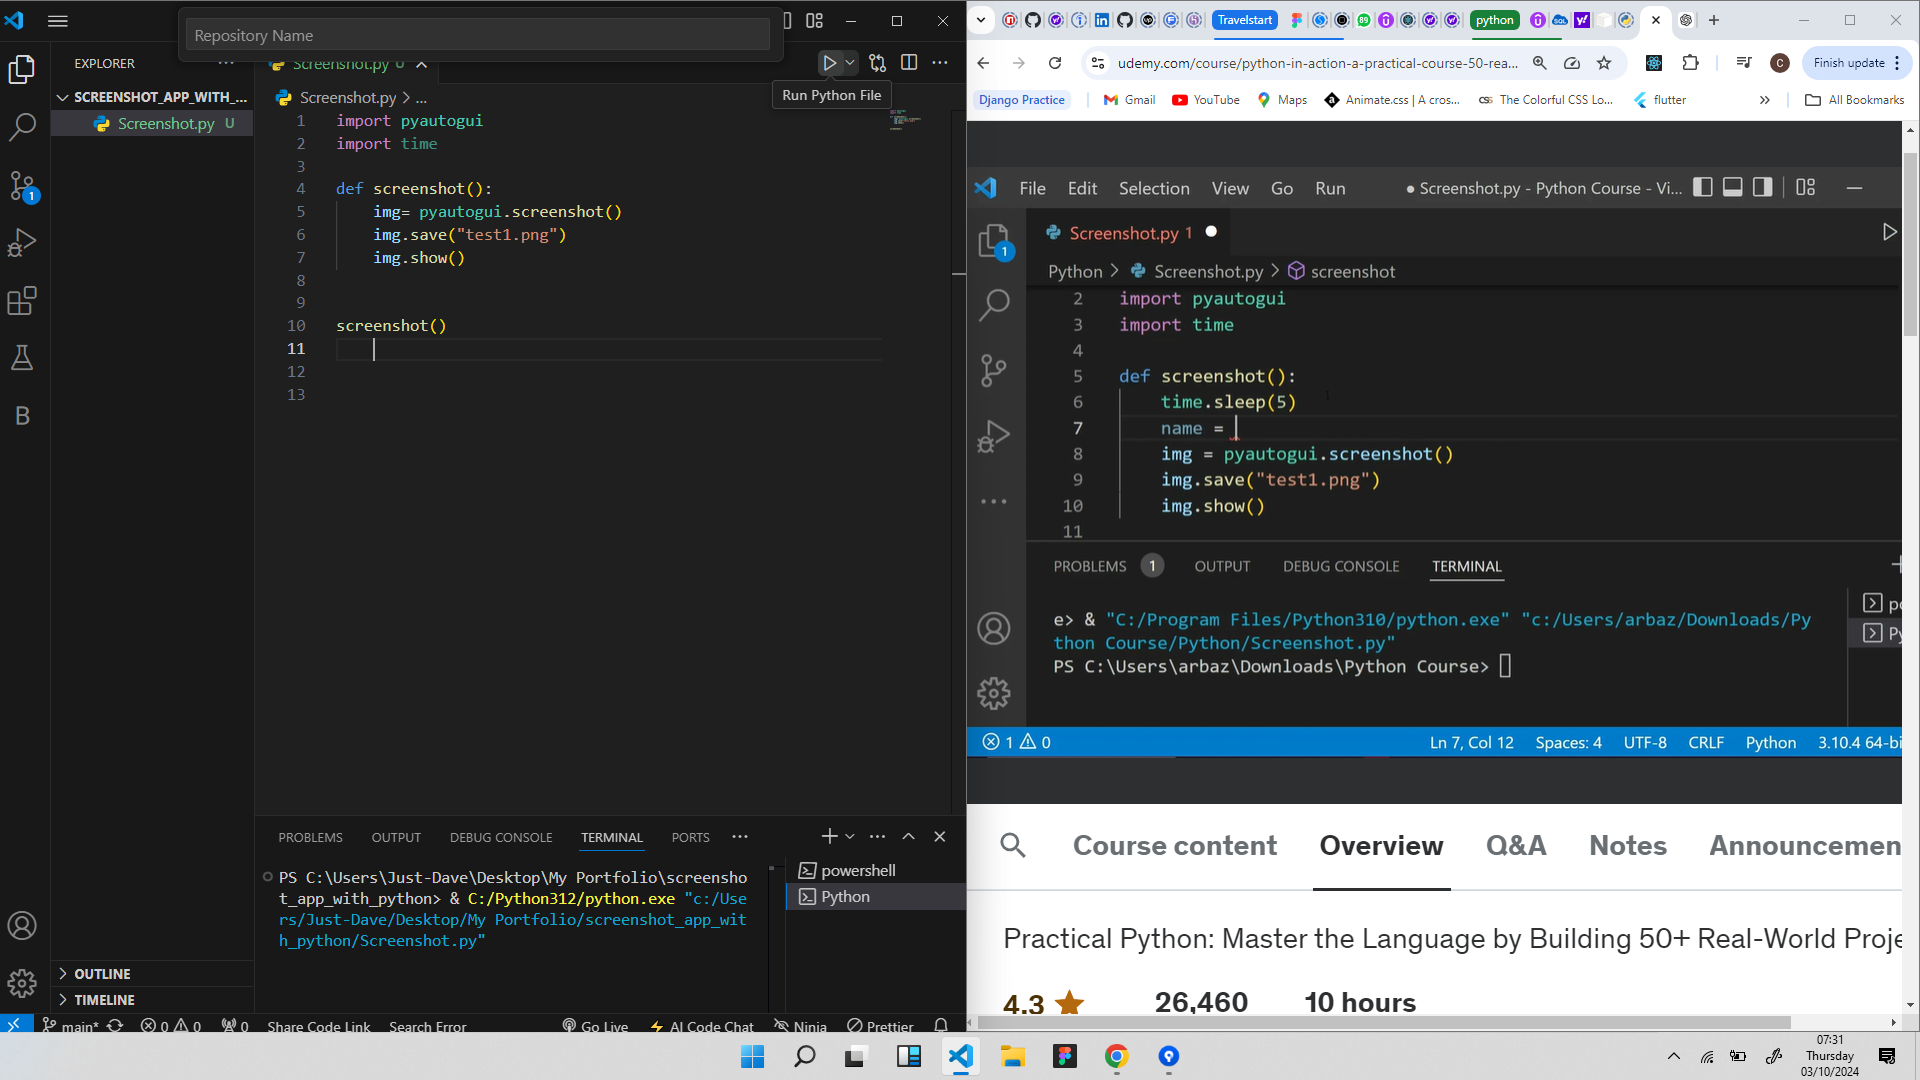 Repository Name
EXPLORER
SCREENSHOT_APP_WITH_...
Screenshot.py U
Screenshot.py U
Screenshot.py > ...
Run Python File
1 import pyautogui
2 import time
3
4 def screenshot():
5 img= pyautogui.screenshot()
6 img.save("test1.png")
7 img.show()
8
9
10 screenshot()
11
12
13
1
B
OUTLINE
TIMELINE
PROBLEMS OUTPUT DEBUG CONSOLE TERMINAL PORTS
powershell
Python
PS C:\Users\Just-Dave\Desktop\My Portfolio\screensho
t_app_with_python> & C:/Python312/python.exe "c:/Use
rs/Just-Dave/Desktop/My Portfolio/screenshot_app_wit
h_python/Screenshot.py"
main* 0 0 0 Share Code Link Search Error Go Live AI Code Chat Ninja Prettier
Travelstart
python
udemy.com/course/python-in-action-a-practical-course-50-rea...
C
Finish update
Django Practice
Gmail
YouTube
Maps
Animate.css | A cros...
The Colorful CSS Lo...
flutter
All Bookmarks
File Edit Selection View Go Run
● Screenshot.py - Python Course - Vi...
1
Screenshot.py 1
Python > Screenshot.py > screenshot
2 import pyautogui
3 import time
4
5 def screenshot():
6 time.sleep(5)
7 name =
8 img = pyautogui.screenshot()
9 img.save("test1.png")
10 img.show()
11
PROBLEMS 1 OUTPUT DEBUG CONSOLE TERMINAL
e> & "C:/Program Files/Python310/python.exe" "c:/Users/arbaz/Downloads/Py
thon Course/Python/Screenshot.py"
PS C:\Users\arbaz\Downloads\Python Course>
po
Py
1 0
Ln 7, Col 12 Spaces: 4 UTF-8 CRLF Python 3.10.4 64-bi
Course content Overview Q&A Notes Announcemen
Practical Python: Master the Language by Building 50+ Real-World Proje
4.3 26,460 10 hours
07:31
Thursday
03/10/2024